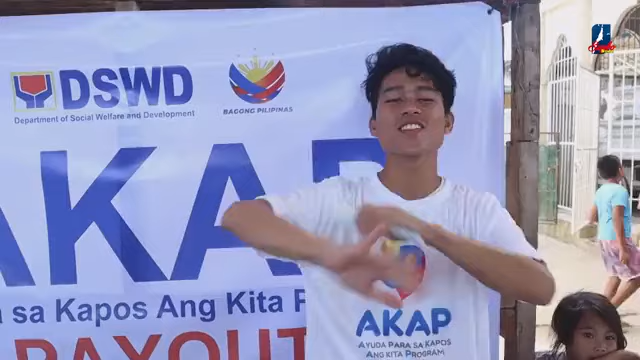 DSWD
Department of Social Welfare and Development
BAGONG PILIPINAS
AKAP
a sa Kapos Ang Kita P
PAYOUT
AKAP
AYUDA PARA SA KAPOS
ANG KITA PROGRAM